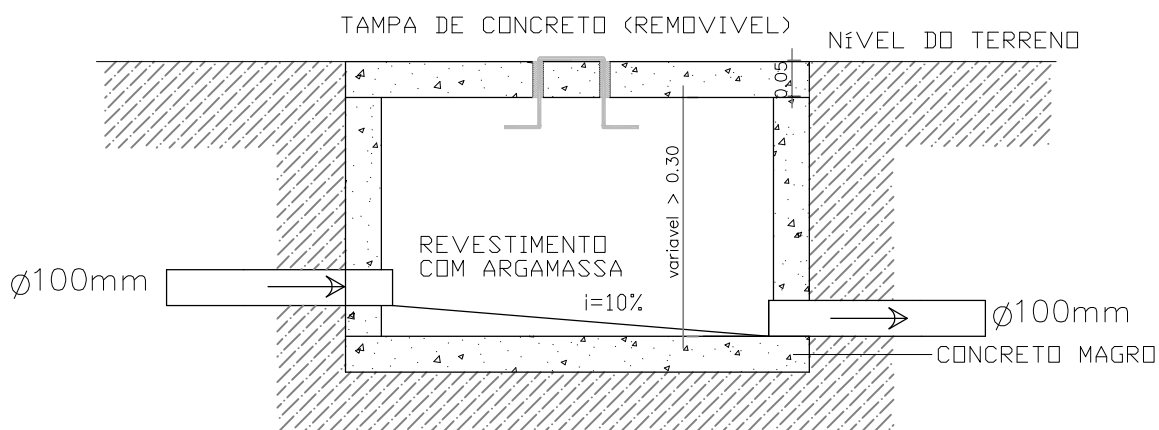 TAMPA DE CONCRETO (REMOVIVEL)
NíVEL DO TERRENO
0,05
variavel > 0.30
REVESTIMENTO
COM ARGAMASSA
i=10%
Ø100mm
Ø100mm
CONCRETO MAGRO